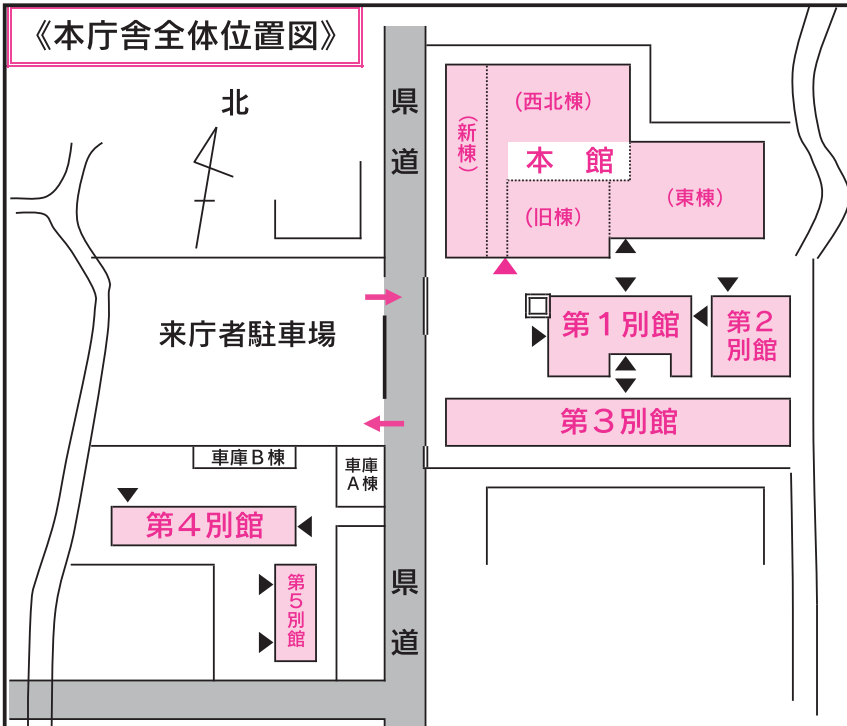 《本庁舎全体位置図》
北
県道
(西北棟)
(新棟)
本 館
(東棟)
(旧棟)
来庁者駐車場
第1別館
第2
別館
第3別館
車庫B棟
車庫
A棟
第4別館
第5別館
県道